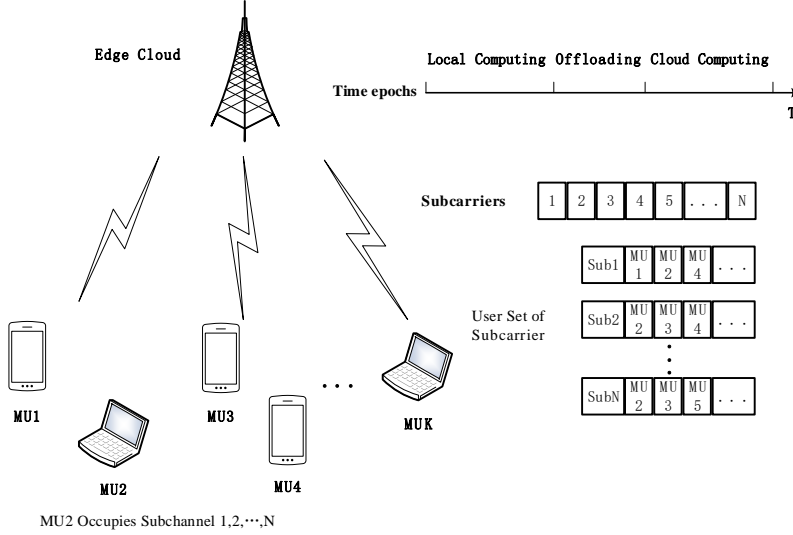 Edge Cloud
Local Computing Offloading Cloud Computing
Time epochs
T
Subcarriers
1 2 3 4 5 ... N
Sub1 MU 1 MU 2 MU 4 ...
User Set of
Subcarrier
Sub2 MU 2 MU 3 MU 4 ...
SubN MU 2 MU 3 MU 5 ...
MU1
MU2
MU3
MU4
...
MUK
MU2 Occupies Subchannel 1,2,⋯,N